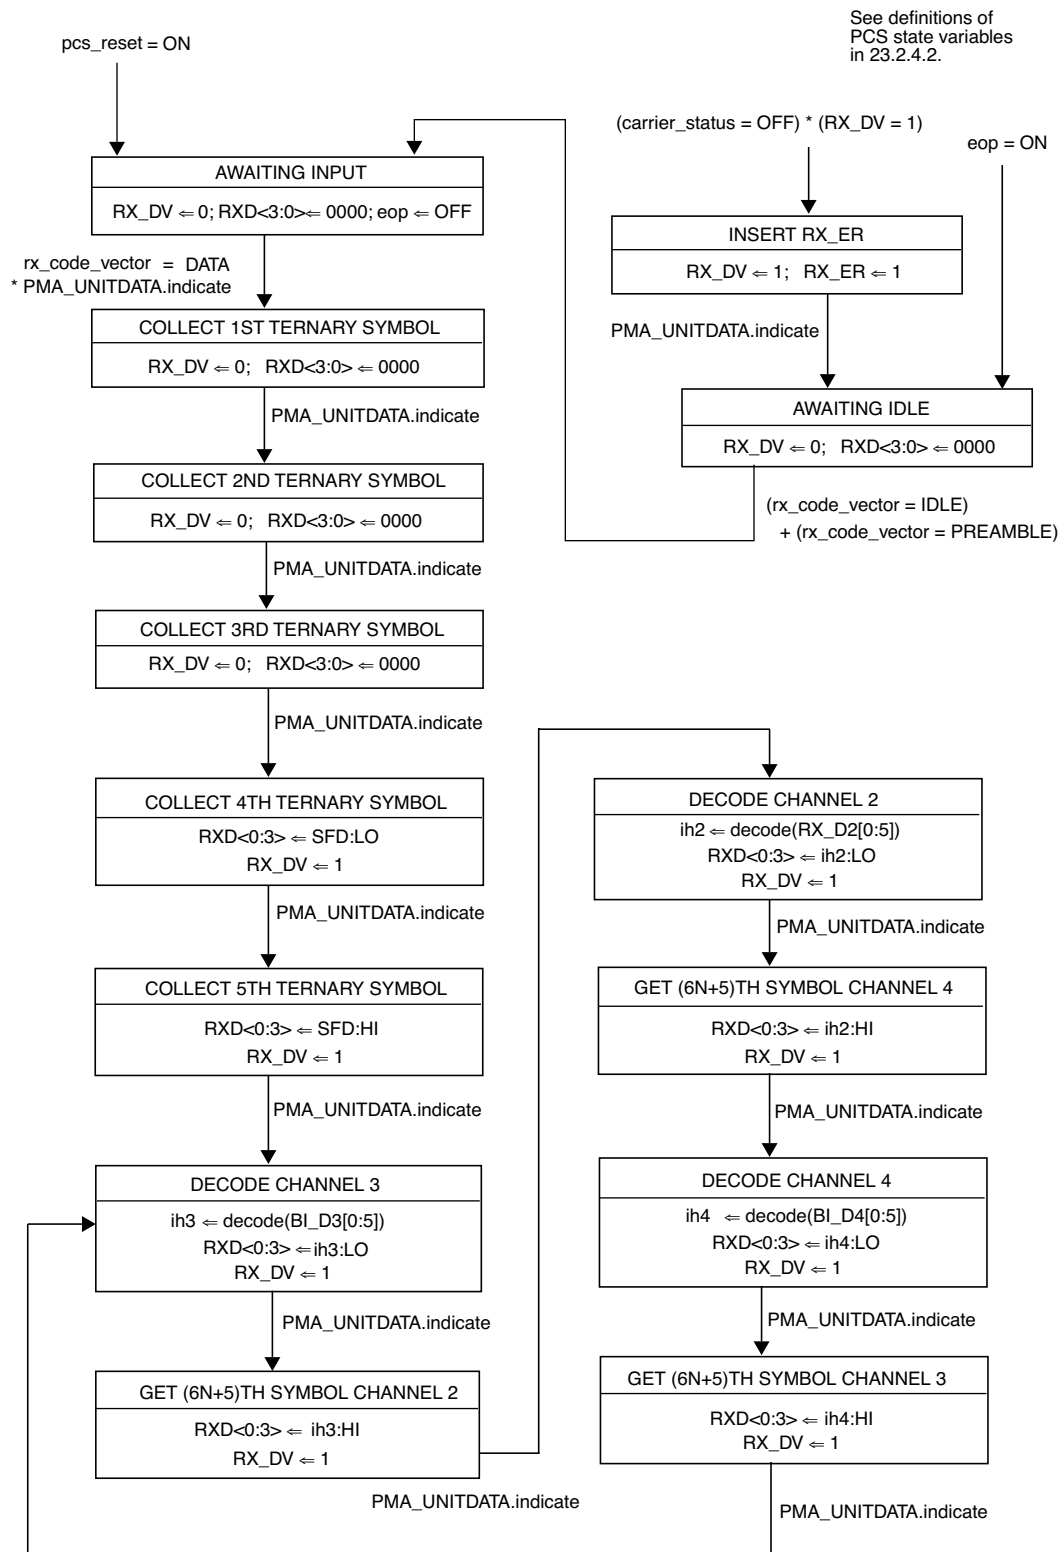 See definitions of
PCS state variables
in 23.2.4.2.
pcs_reset = ON
(carrier_status = OFF) * (RX_DV = 1)
eop = ON
AWAITING INPUT
RX_DV ⇐ 0; RXD<3:0>⇐ 0000; eop ⇐ OFF
rx_code_vector = DATA
* PMA_UNITDATA.indicate
INSERT RX_ER
RX_DV ⇐ 1; RX_ER ⇐ 1
PMA_UNITDATA.indicate
AWAITING IDLE
RX_DV ⇐ 0; RXD<3:0> ⇐ 0000
(rx_code_vector = IDLE)
+ (rx_code_vector = PREAMBLE)
COLLECT 1ST TERNARY SYMBOL
RX_DV ⇐ 0; RXD<3:0> ⇐ 0000
PMA_UNITDATA.indicate
COLLECT 2ND TERNARY SYMBOL
RX_DV ⇐ 0; RXD<3:0> ⇐ 0000
PMA_UNITDATA.indicate
COLLECT 3RD TERNARY SYMBOL
RX_DV ⇐ 0; RXD<3:0> ⇐ 0000
PMA_UNITDATA.indicate
COLLECT 4TH TERNARY SYMBOL
RXD<0:3> ⇐ SFD:LO
RX_DV ⇐ 1
PMA_UNITDATA.indicate
COLLECT 5TH TERNARY SYMBOL
RXD<0:3> ⇐ SFD:HI
RX_DV ⇐ 1
PMA_UNITDATA.indicate
DECODE CHANNEL 3
ih3 ⇐ decode(BI_D3[0:5])
RXD<0:3> ⇐ ih3:LO
RX_DV ⇐ 1
PMA_UNITDATA.indicate
GET (6N+5)TH SYMBOL CHANNEL 2
RXD<0:3> ⇐ ih3:HI
RX_DV ⇐ 1
PMA_UNITDATA.indicate
DECODE CHANNEL 2
ih2 ⇐ decode(RX_D2[0:5])
RXD<0:3> ⇐ ih2:LO
RX_DV ⇐ 1
PMA_UNITDATA.indicate
GET (6N+5)TH SYMBOL CHANNEL 4
RXD<0:3> ⇐ ih2:HI
RX_DV ⇐ 1
PMA_UNITDATA.indicate
DECODE CHANNEL 4
ih4 ⇐ decode(BI_D4[0:5])
RXD<0:3> ⇐ ih4:LO
RX_DV ⇐ 1
PMA_UNITDATA.indicate
GET (6N+5)TH SYMBOL CHANNEL 3
RXD<0:3> ⇐ ih4:HI
RX_DV ⇐ 1
PMA_UNITDATA.indicate